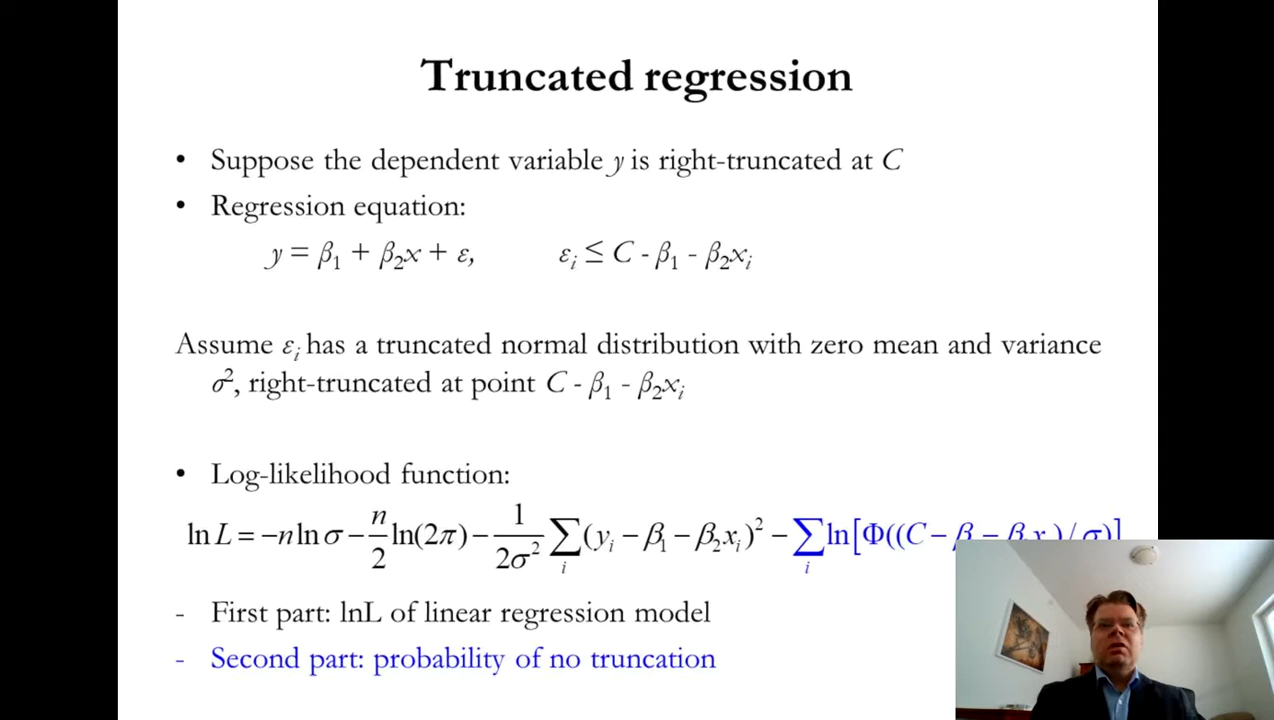 Truncated regression
• Suppose the dependent variable y is right-truncated at C
• Regression equation:
y = β₁ + β₂x + ε, εᵢ ≤ C - β₁ - β₂xᵢ
Assume εᵢ has a truncated normal distribution with zero mean and variance
σ², right-truncated at point C - β₁ - β₂xᵢ
• Log-likelihood function:
ln L = −n ln σ − n/2 ln(2π) − 1/(2σ²) ∑ᵢ (yᵢ − β₁ − β₂xᵢ)² − ∑ᵢ ln[Φ((C − β − β x )/σ)]
- First part: lnL of linear regression model
- Second part: probability of no truncation